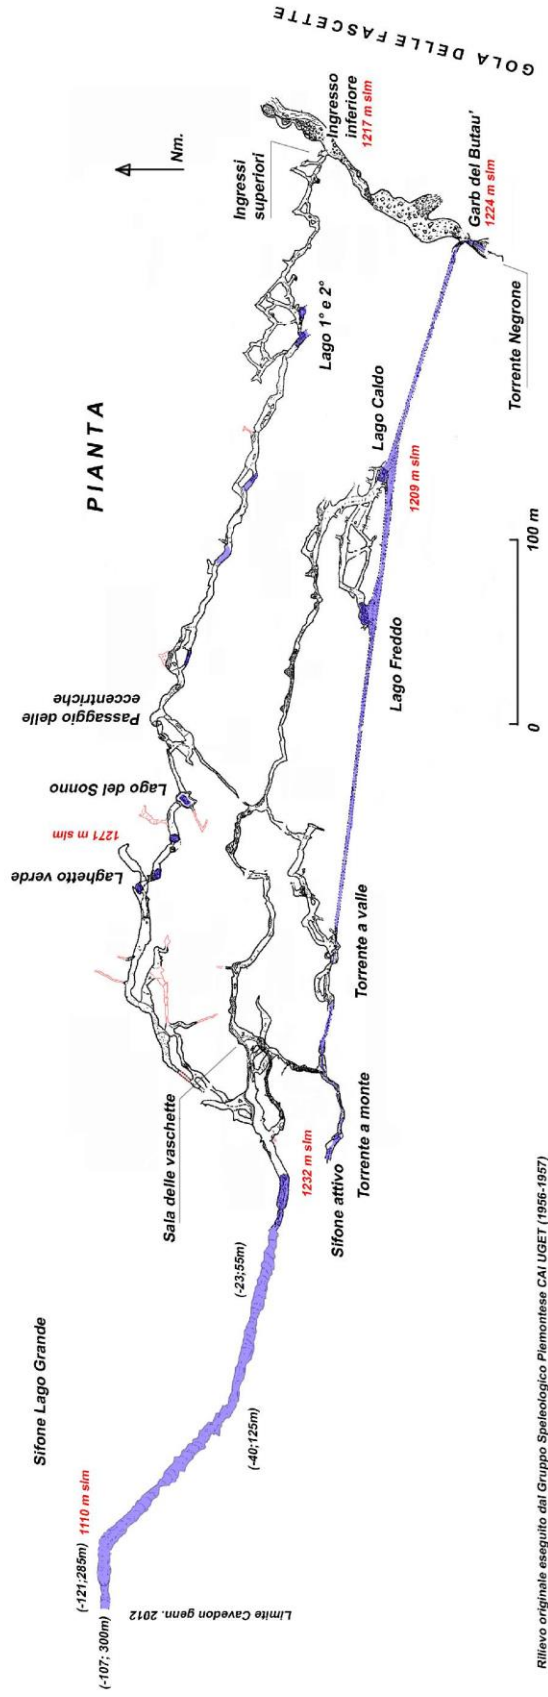 Sifone Lago Grande
(-107; 300m)
(-121;285m)
1110 m slm
Limite Cavedon genn. 2012
(-40;125m)
(-23;55m)
Sala delle vaschette
1232 m slm
Sifone attivo
Torrente a monte
Torrente a valle
Laghetto verde
1271 m slm
Lago del Sonno
Passaggio delle
eccentriche
PIANTA
Lago Freddo
Lago Caldo
1209 m slm
Lago 1° e 2°
Ingressi
superiori
Nm.
Ingresso
inferiore
1217 m slm
Garb del Butau'
1224 m slm
Torrente Negrone
GOLA DELLE FASCETTE
0
100 m
Rilievo originale eseguito dal Gruppo Speleologico Piemontese CAI UGET (1956-1957)